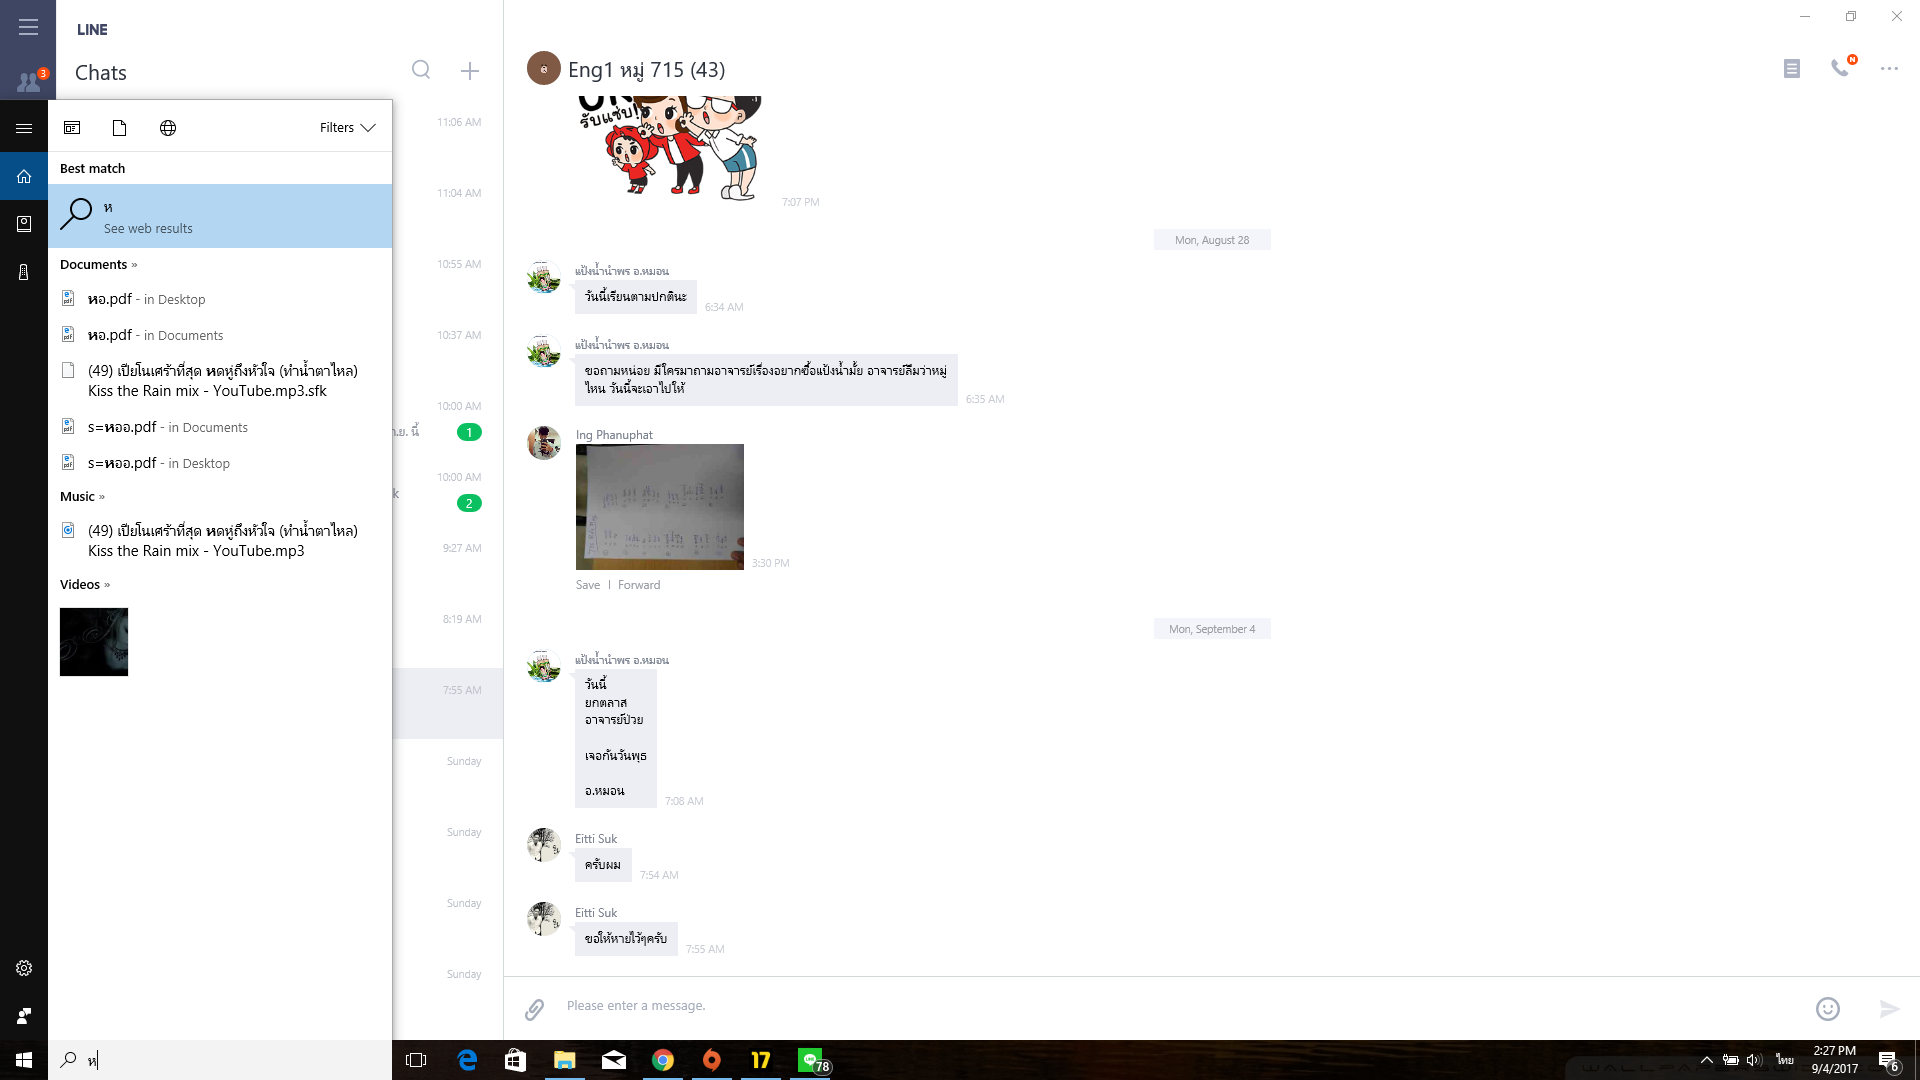 LINE
Chats
3
Filters
Best match
ห
See web results
Documents »
หอ.pdf - in Desktop
หอ.pdf - in Documents
(49) เปียโนเศร้าที่สุด หดหู่ถึงหัวใจ (ทำน้ำตาไหล)
Kiss the Rain mix - YouTube.mp3.sfk
s=หออ.pdf - in Documents
s=หออ.pdf - in Desktop
Music »
(49) เปียโนเศร้าที่สุด หดหู่ถึงหัวใจ (ทำน้ำตาไหล)
Kiss the Rain mix - YouTube.mp3
Videos »
ห
11:06 AM
11:04 AM
10:55 AM
10:37 AM
10:00 AM
ย. นี้
1
10:00 AM
k
2
9:27 AM
8:19 AM
7:55 AM
Sunday
Sunday
Sunday
Sunday
Eng1 หมู่ 715 (43)
N
รับแซ่บ!
7:07 PM
Mon, August 28
แป้งน้ำนำพร อ.หมอน
วันนี้เรียนตามปกตินะ
6:34 AM
แป้งน้ำนำพร อ.หมอน
ขอถามหน่อย มีใครมาถามอาจารย์เรื่องอยากซื้อแป้งน้ำมั้ย อาจารย์ลืมว่าหมู่
ไหน วันนี้จะเอาไปให้
6:35 AM
Ing Phanuphat
3:30 PM
Save | Forward
Mon, September 4
แป้งน้ำนำพร อ.หมอน
วันนี้
ยกตลาส
อาจารย์ป่วย
เจอกันวันพุธ
อ.หมอน
7:08 AM
Eitti Suk
ครับผม
7:54 AM
Eitti Suk
ขอให้หายไว้ๆครับ
7:55 AM
Please enter a message.
17
LINE
78
ไทย
2:27 PM
9/4/2017
6